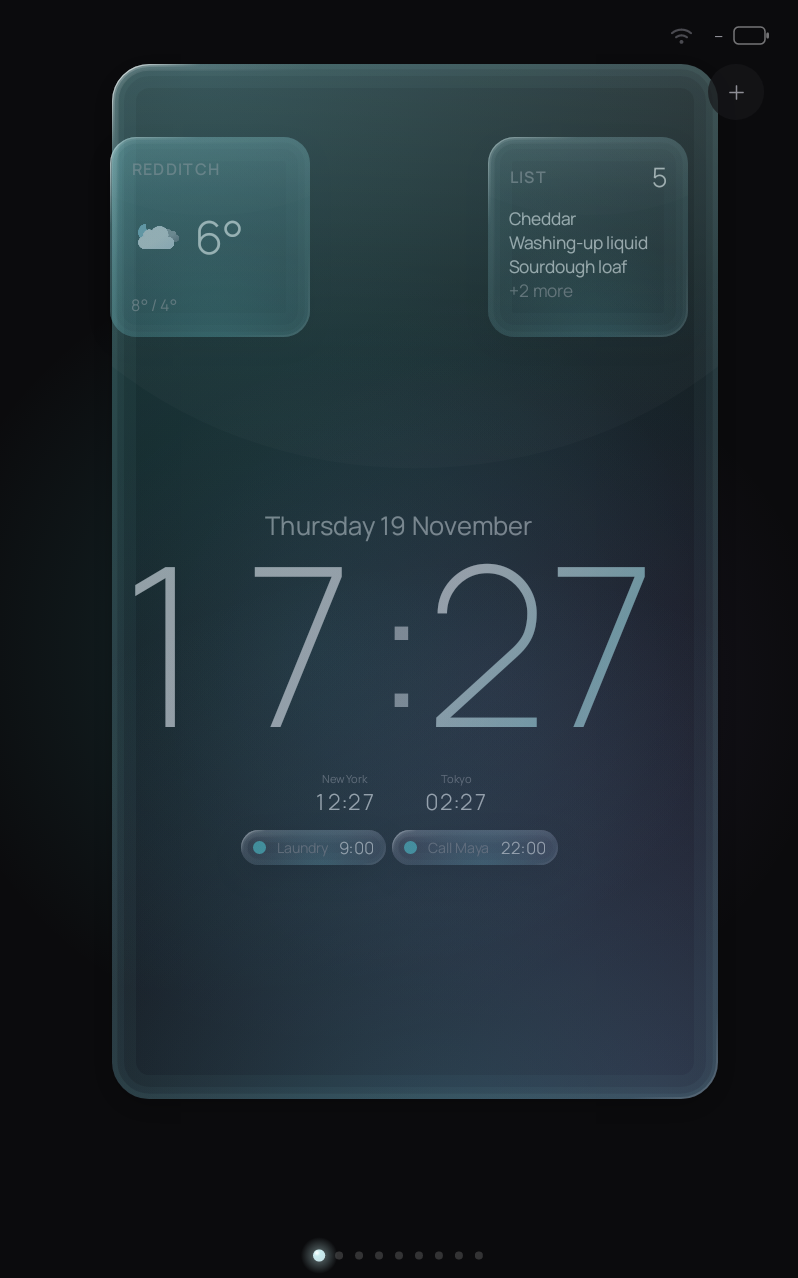 –
+
REDDITCH
6°
8° / 4°
LIST 5
Cheddar
Washing-up liquid
Sourdough loaf
+2 more
Thursday 19 November
17:27
New York
12:27
Tokyo
02:27
Laundry 9:00
Call Maya 22:00